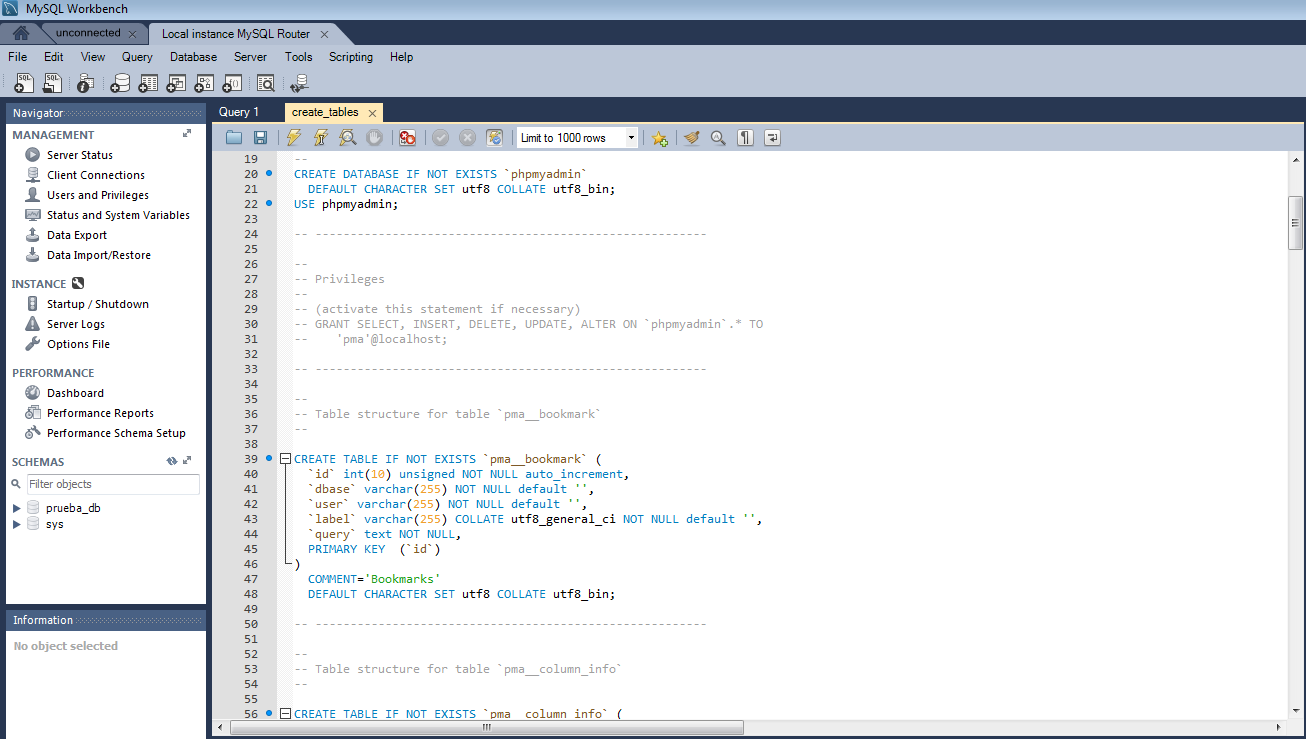 MySQL Workbench
unconnected
Local instance MySQL Router
File Edit View Query Database Server Tools Scripting Help
Navigator
MANAGEMENT
Server Status
Client Connections
Users and Privileges
Status and System Variables
Data Export
Data Import/Restore
INSTANCE
Startup / Shutdown
Server Logs
Options File
PERFORMANCE
Dashboard
Performance Reports
Performance Schema Setup
SCHEMAS
Filter objects
prueba_db
sys
Information
No object selected
Query 1
create_tables
Limit to 1000 rows
19 --
20 CREATE DATABASE IF NOT EXISTS `phpmyadmin`
21 DEFAULT CHARACTER SET utf8 COLLATE utf8_bin;
22 USE phpmyadmin;
23
24 -- --------------------------------------------------------
25
26 --
27 -- Privileges
28 --
29 -- (activate this statement if necessary)
30 -- GRANT SELECT, INSERT, DELETE, UPDATE, ALTER ON `phpmyadmin`.* TO
31 -- 'pma'@localhost;
32
33 -- --------------------------------------------------------
34
35 --
36 -- Table structure for table `pma__bookmark`
37 --
38
39 CREATE TABLE IF NOT EXISTS `pma__bookmark` (
40 `id` int(10) unsigned NOT NULL auto_increment,
41 `dbase` varchar(255) NOT NULL default '',
42 `user` varchar(255) NOT NULL default '',
43 `label` varchar(255) COLLATE utf8_general_ci NOT NULL default '',
44 `query` text NOT NULL,
45 PRIMARY KEY (`id`)
46 )
47 COMMENT='Bookmarks'
48 DEFAULT CHARACTER SET utf8 COLLATE utf8_bin;
49
50 -- --------------------------------------------------------
51
52 --
53 -- Table structure for table `pma__column_info`
54 --
55
56 CREATE TABLE IF NOT EXISTS `pma__column_info` (